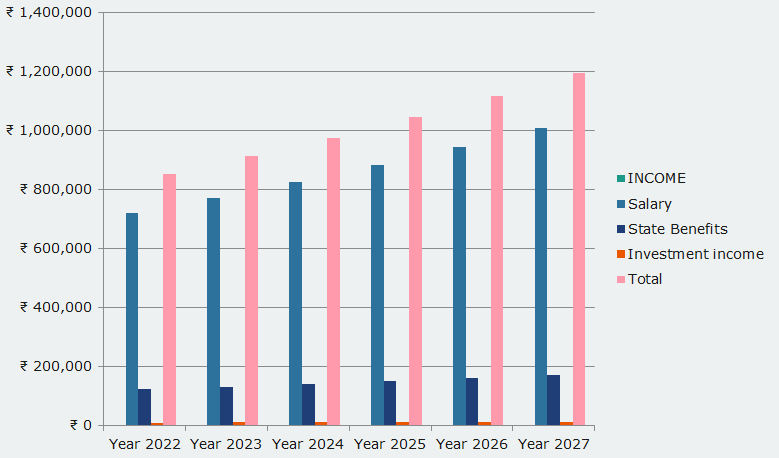 ₹ 1,400,000
₹ 1,200,000
₹ 1,000,000
₹ 800,000
₹ 600,000
₹ 400,000
₹ 200,000
₹ 0
Year 2022 Year 2023 Year 2024 Year 2025 Year 2026 Year 2027
INCOME
Salary
State Benefits
Investment income
Total